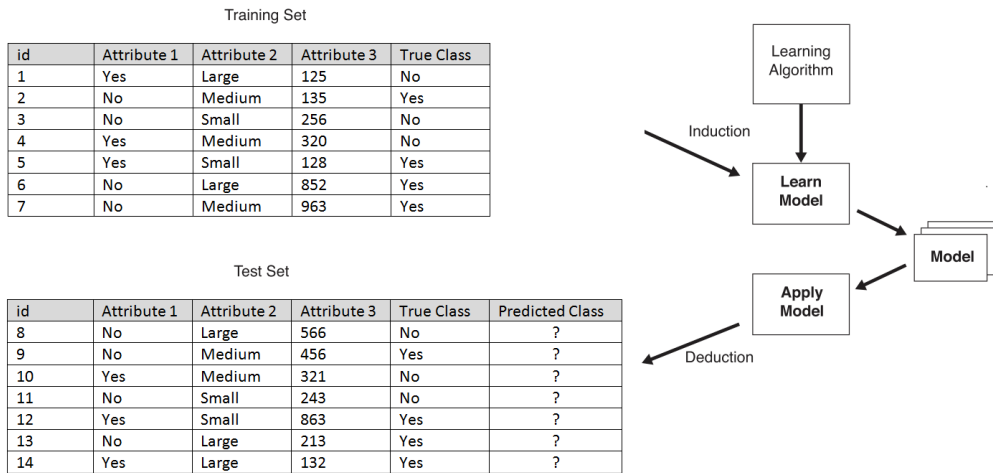 Training Set
id Attribute 1 Attribute 2 Attribute 3 True Class
1 Yes Large 125 No
2 No Medium 135 Yes
3 No Small 256 No
4 Yes Medium 320 No
5 Yes Small 128 Yes
6 No Large 852 Yes
7 No Medium 963 Yes
Test Set
id Attribute 1 Attribute 2 Attribute 3 True Class Predicted Class
8 No Large 566 No ?
9 No Medium 456 Yes ?
10 Yes Medium 321 No ?
11 No Small 243 No ?
12 Yes Small 863 Yes ?
13 No Large 213 Yes ?
14 Yes Large 132 Yes ?
Learning
Algorithm
Induction
Learn
Model
Model
Apply
Model
Deduction